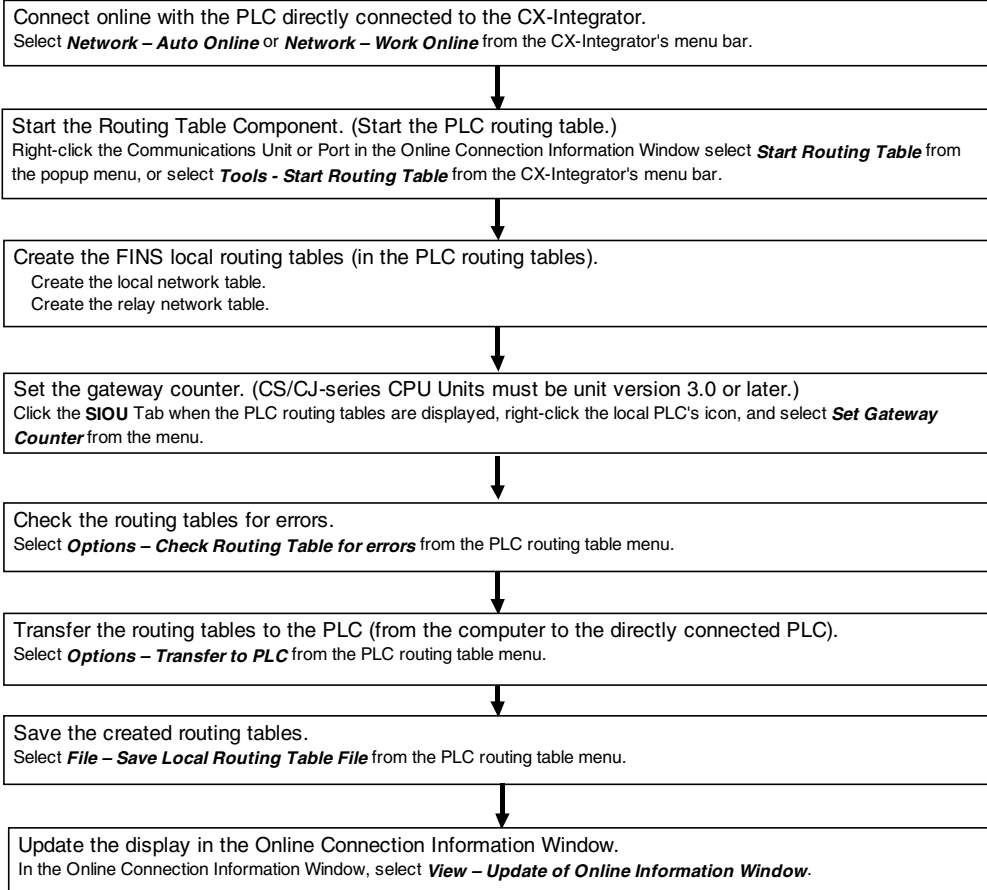 Connect online with the PLC directly connected to the CX-Integrator.
Select Network – Auto Online or Network – Work Online from the CX-Integrator's menu bar.
Start the Routing Table Component. (Start the PLC routing table.)
Right-click the Communications Unit or Port in the Online Connection Information Window select Start Routing Table from
the popup menu, or select Tools - Start Routing Table from the CX-Integrator's menu bar.
Create the FINS local routing tables (in the PLC routing tables).
Create the local network table.
Create the relay network table.
Set the gateway counter. (CS/CJ-series CPU Units must be unit version 3.0 or later.)
Click the SIOU Tab when the PLC routing tables are displayed, right-click the local PLC's icon, and select Set Gateway
Counter from the menu.
Check the routing tables for errors.
Select Options – Check Routing Table for errors from the PLC routing table menu.
Transfer the routing tables to the PLC (from the computer to the directly connected PLC).
Select Options – Transfer to PLC from the PLC routing table menu.
Save the created routing tables.
Select File – Save Local Routing Table File from the PLC routing table menu.
Update the display in the Online Connection Information Window.
In the Online Connection Information Window, select View – Update of Online Information Window.